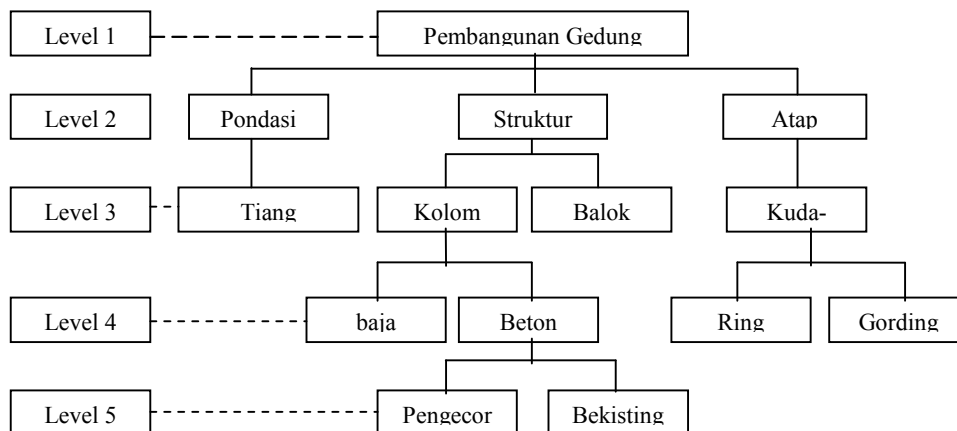 Level 1 Pembangunan Gedung
Level 2 Pondasi Struktur Atap
Level 3 Tiang Kolom Balok Kuda-
Level 4 baja Beton Ring Gording
Level 5 Pengecor Bekisting